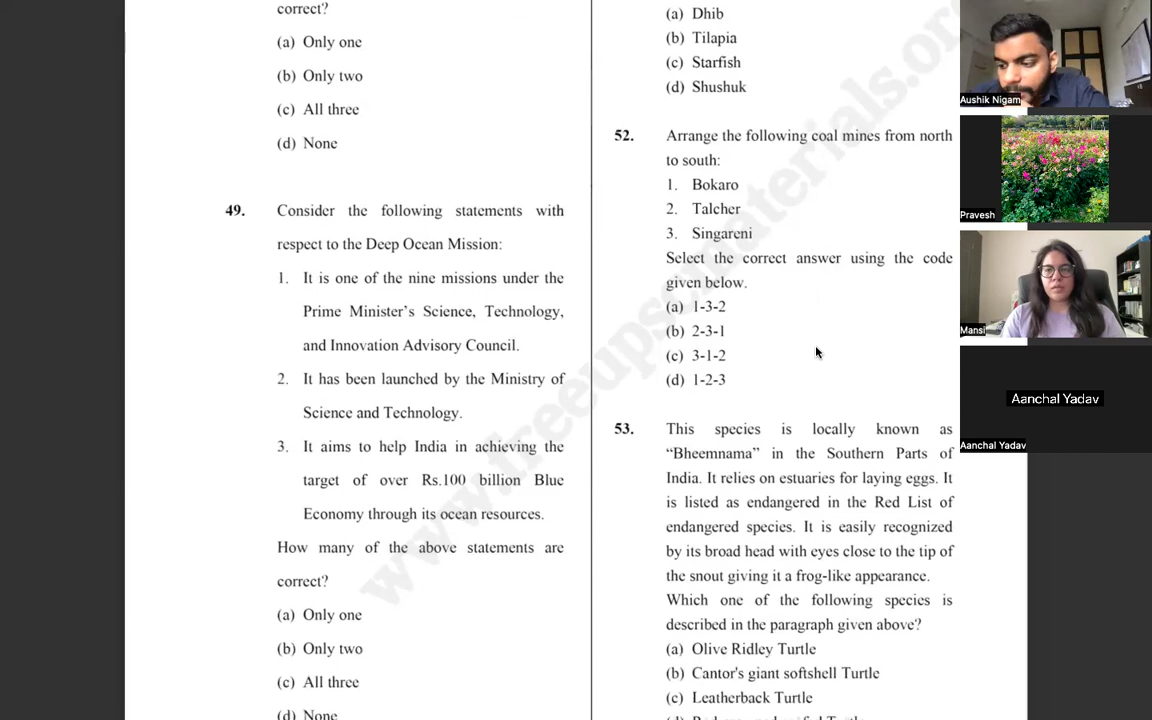 correct?
(a) Only one
(b) Only two
(c) All three
(d) None
49. Consider the following statements with
respect to the Deep Ocean Mission:
1. It is one of the nine missions under the
Prime Minister's Science, Technology,
and Innovation Advisory Council.
2. It has been launched by the Ministry of
Science and Technology.
3. It aims to help India in achieving the
target of over Rs.100 billion Blue
Economy through its ocean resources.
How many of the above statements are
correct?
(a) Only one
(b) Only two
(c) All three
(d) None
(a) Dhib
(b) Tilapia
(c) Starfish
(d) Shushuk
52. Arrange the following coal mines from north
to south:
1. Bokaro
2. Talcher
3. Singareni
Select the correct answer using the code
given below.
(a) 1-3-2
(b) 2-3-1
(c) 3-1-2
(d) 1-2-3
53. This species is locally known as
"Bheemnama" in the Southern Parts of
India. It relies on estuaries for laying eggs. It
is listed as endangered in the Red List of
endangered species. It is easily recognized
by its broad head with eyes close to the tip of
the snout giving it a frog-like appearance.
Which one of the following species is
described in the paragraph given above?
(a) Olive Ridley Turtle
(b) Cantor's giant softshell Turtle
(c) Leatherback Turtle
www.freeupscmaterials.org
Aushik Nigam
Pravesh
Mansi
Aanchal Yadav
Aanchal Yadav